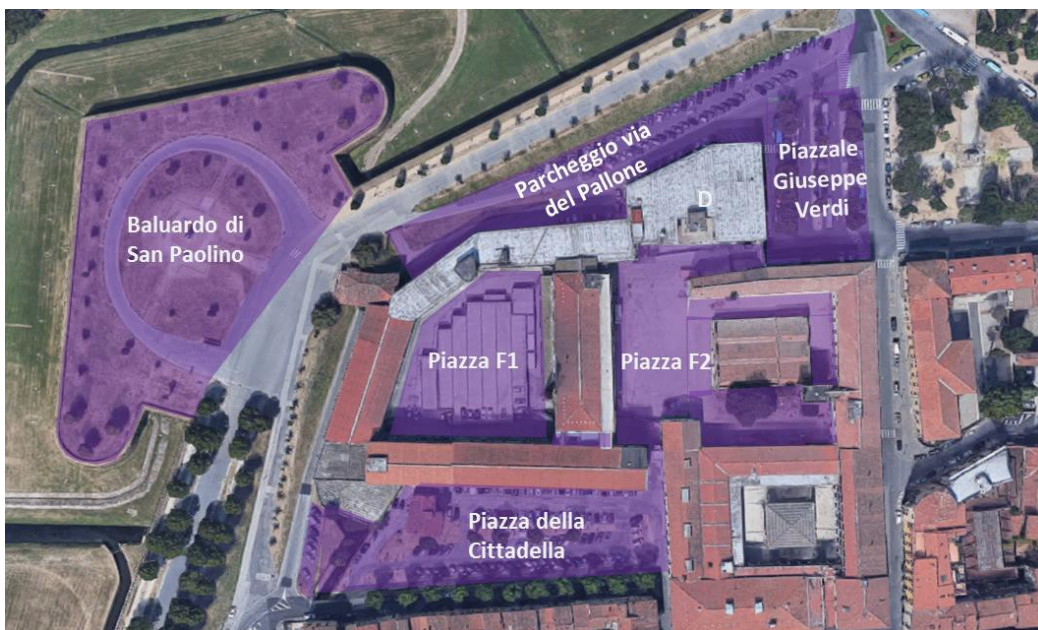 Parcheggio via
del Pallone
Piazzale
Giuseppe
Verdi
D
Baluardo di
San Paolino
Piazza F1
Piazza F2
Piazza della
Cittadella